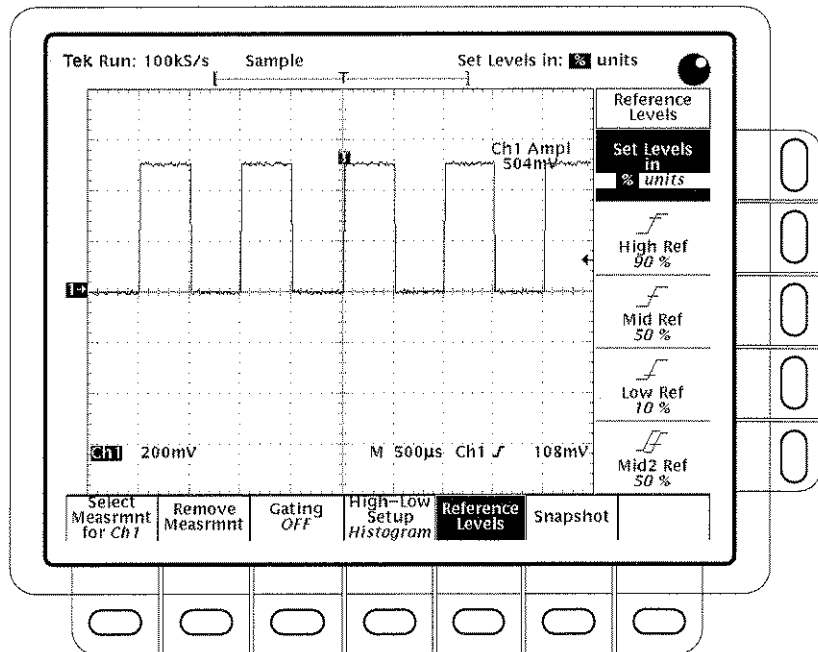 Tek Run: 100kS/s Sample Set Levels in: % units
Reference
Levels
Set Levels
in
% units
Ch1 Ampl
504mV
High Ref
90 %
1
Mid Ref
50 %
Low Ref
10 %
Ch1 200mV M 500µs Ch1 108mV
Mid2 Ref
50 %
Select
Measrmnt
for Ch1
Remove
Measrmnt
Gating
OFF
High-Low
Setup
Histogram
Reference
Levels
Snapshot